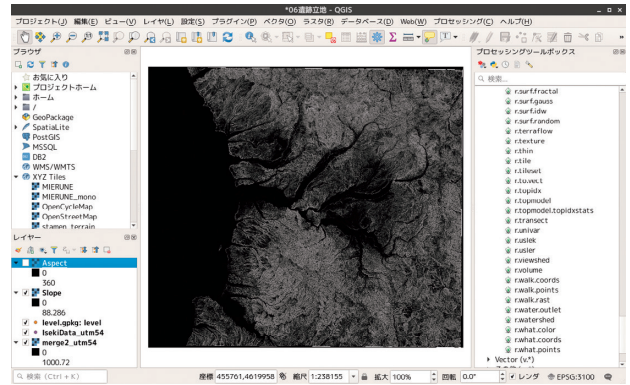 *06遺跡立地 - QGIS
プロジェクト(J) 編集(E) ビュー(V) レイヤ(L) 設定(S) プラグイン(P) ベクタ(O) ラスタ(R) データベース(D) Web(W) プロセッシング(C) ヘルプ(H)
ブラウザ
お気に入り
プロジェクトホーム
ホーム
/
GeoPackage
SpatiaLite
PostGIS
MSSQL
DB2
WMS/WMTS
XYZ Tiles
MIERUNE
MIERUNE_mono
OpenCycleMap
OpenStreetMap
stamen_terrain
レイヤー
Aspect
0
360
Slope
0
88.286
level.gpkg: level
IsekiData_utm54
merge2_utm54
0
1000.72
プロセッシングツールボックス
検索...
r.surf.fractal
r.surf.gauss
r.surf.idw
r.surf.random
r.terraflow
r.texture
r.thin
r.tile
r.tileset
r.to.vect
r.topidx
r.topmodel
r.topmodel.topidxstats
r.transect
r.univar
r.uslek
r.usler
r.viewshed
r.volume
r.walk.coords
r.walk.points
r.walk.rast
r.water.outlet
r.watershed
r.what.color
r.what.coords
r.what.points
Vector (v.*)
検索 (Ctrl + K)
座標 455761,4619958 縮尺 1:238155 拡大 100% 回転 0.0° レンダ EPSG:3100